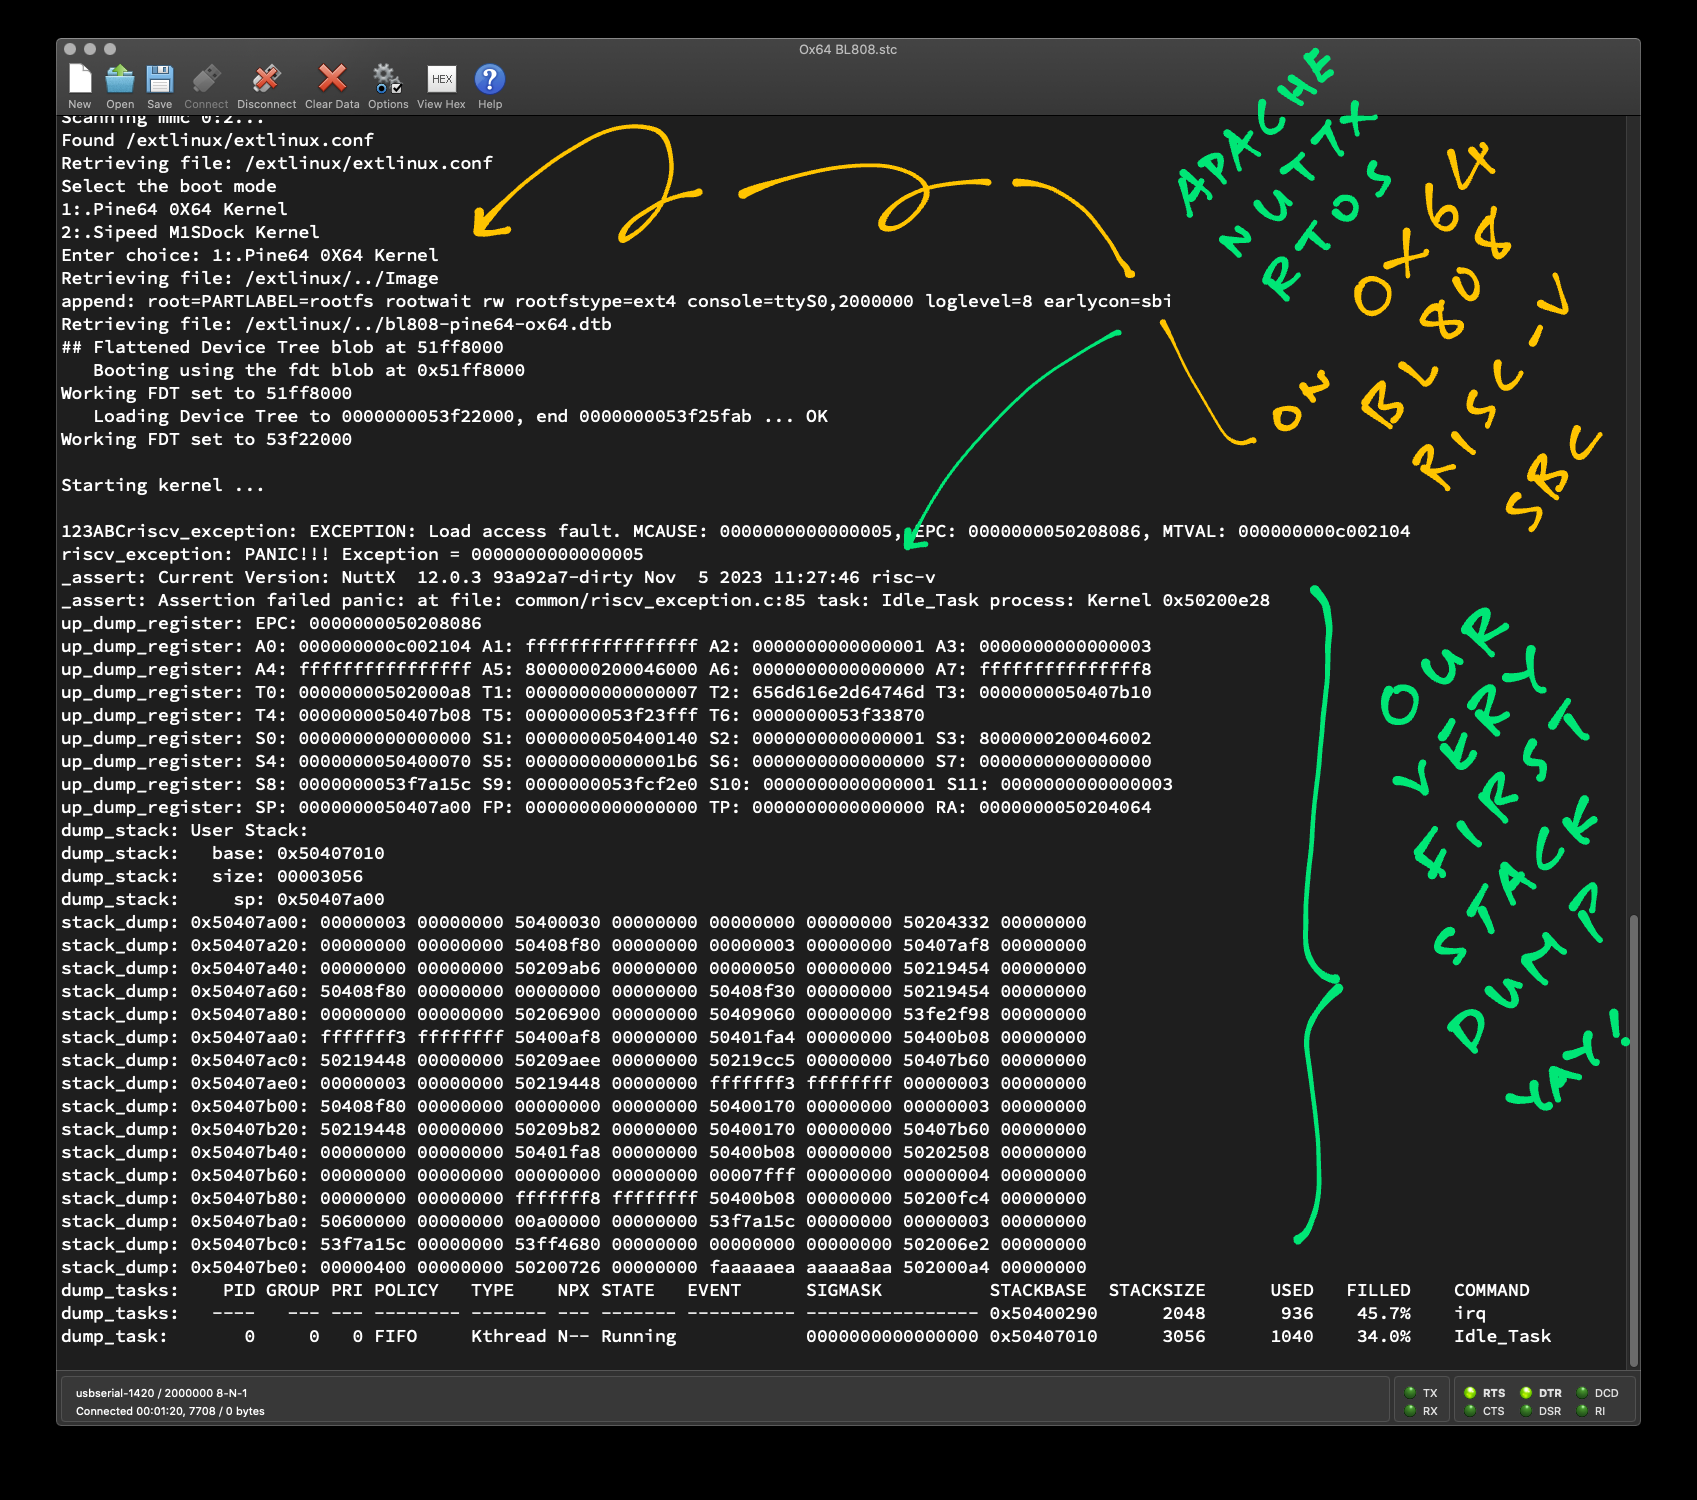 Ox64 BL808.stc
New Open Save Connect Disconnect Clear Data Options View Hex Help
HEX
Scanning mmc 0:2...
Found /extlinux/extlinux.conf
Retrieving file: /extlinux/extlinux.conf
Select the boot mode
1:.Pine64 0X64 Kernel
2:.Sipeed M1SDock Kernel
Enter choice: 1:.Pine64 0X64 Kernel
Retrieving file: /extlinux/../Image
append: root=PARTLABEL=rootfs rootwait rw rootfstype=ext4 console=ttyS0,2000000 loglevel=8 earlycon=sbi
Retrieving file: /extlinux/../bl808-pine64-ox64.dtb
## Flattened Device Tree blob at 51ff8000
   Booting using the fdt blob at 0x51ff8000
Working FDT set to 51ff8000
   Loading Device Tree to 0000000053f22000, end 0000000053f25fab ... OK
Working FDT set to 53f22000
Starting kernel ...
123ABCriscv_exception: EXCEPTION: Load access fault. MCAUSE: 0000000000000005, EPC: 0000000050208086, MTVAL: 000000000c002104
riscv_exception: PANIC!!! Exception = 0000000000000005
_assert: Current Version: NuttX  12.0.3 93a92a7-dirty Nov  5 2023 11:27:46 risc-v
_assert: Assertion failed panic: at file: common/riscv_exception.c:85 task: Idle_Task process: Kernel 0x50200e28
up_dump_register: EPC: 0000000050208086
up_dump_register: A0: 000000000c002104 A1: ffffffffffffffff A2: 0000000000000001 A3: 0000000000000003
up_dump_register: A4: ffffffffffffffff A5: 8000000200046000 A6: 0000000000000000 A7: fffffffffffffff8
up_dump_register: T0: 00000000502000a8 T1: 0000000000000007 T2: 656d616e2d64746d T3: 0000000050407b10
up_dump_register: T4: 0000000050407b08 T5: 0000000053f23fff T6: 0000000053f33870
up_dump_register: S0: 0000000000000000 S1: 0000000050400140 S2: 0000000000000001 S3: 8000000200046002
up_dump_register: S4: 0000000050400070 S5: 00000000000001b6 S6: 0000000000000000 S7: 0000000000000000
up_dump_register: S8: 0000000053f7a15c S9: 0000000053fcf2e0 S10: 0000000000000001 S11: 0000000000000003
up_dump_register: SP: 0000000050407a00 FP: 0000000000000000 TP: 0000000000000000 RA: 0000000050204064
dump_stack: User Stack:
dump_stack:   base: 0x50407010
dump_stack:   size: 00003056
dump_stack:     sp: 0x50407a00
stack_dump: 0x50407a00: 00000003 00000000 50400030 00000000 00000000 00000000 50204332 00000000
stack_dump: 0x50407a20: 00000000 00000000 50408f80 00000000 00000003 00000000 50407af8 00000000
stack_dump: 0x50407a40: 00000000 00000000 50209ab6 00000000 00000050 00000000 50219454 00000000
stack_dump: 0x50407a60: 50408f80 00000000 00000000 00000000 50408f30 00000000 50219454 00000000
stack_dump: 0x50407a80: 00000000 00000000 50206900 00000000 50409060 00000000 53fe2f98 00000000
stack_dump: 0x50407aa0: fffffff3 ffffffff 50400af8 00000000 50401fa4 00000000 50400b08 00000000
stack_dump: 0x50407ac0: 50219448 00000000 50209aee 00000000 50219cc5 00000000 50407b60 00000000
stack_dump: 0x50407ae0: 00000003 00000000 50219448 00000000 fffffff3 ffffffff 00000003 00000000
stack_dump: 0x50407b00: 50408f80 00000000 00000000 00000000 50400170 00000000 00000003 00000000
stack_dump: 0x50407b20: 50219448 00000000 50209b82 00000000 50400170 00000000 50407b60 00000000
stack_dump: 0x50407b40: 00000000 00000000 50401fa8 00000000 50400b08 00000000 50202508 00000000
stack_dump: 0x50407b60: 00000000 00000000 00000000 00000000 00007fff 00000000 00000004 00000000
stack_dump: 0x50407b80: 00000000 00000000 fffffff8 ffffffff 50400b08 00000000 50200fc4 00000000
stack_dump: 0x50407ba0: 50600000 00000000 00a00000 00000000 53f7a15c 00000000 00000003 00000000
stack_dump: 0x50407bc0: 53f7a15c 00000000 53ff4680 00000000 00000000 00000000 502006e2 00000000
stack_dump: 0x50407be0: 00000400 00000000 50200726 00000000 faaaaaea aaaaa8aa 502000a4 00000000
dump_tasks:    PID GROUP PRI POLICY   TYPE    NPX STATE   EVENT      SIGMASK          STACKBASE  STACKSIZE      USED   FILLED    COMMAND
dump_tasks:   ----   --- --- -------- ------- --- ------- ---------- ---------------- 0x50400290      2048       936    45.7%    irq
dump_task:       0     0   0 FIFO     Kthread N-- Running            0000000000000000 0x50407010      3056      1040    34.0%    Idle_Task
APACHE
NUTTX
RTOS
ON
OX64
BL808
RISC-V
SBC
OUR
VERY
FIRST
STACK
DUMP
YAY!
usbserial-1420 / 2000000 8-N-1
Connected 00:01:20, 7708 / 0 bytes
TX RTS DTR DCD
RX CTS DSR RI